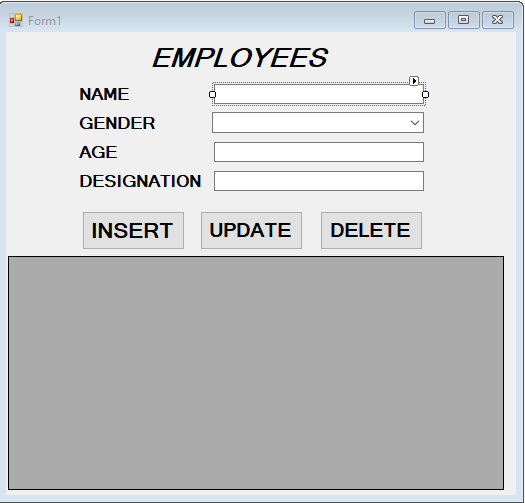 Form1
EMPLOYEES
NAME
GENDER
AGE
DESIGNATION
INSERT UPDATE DELETE